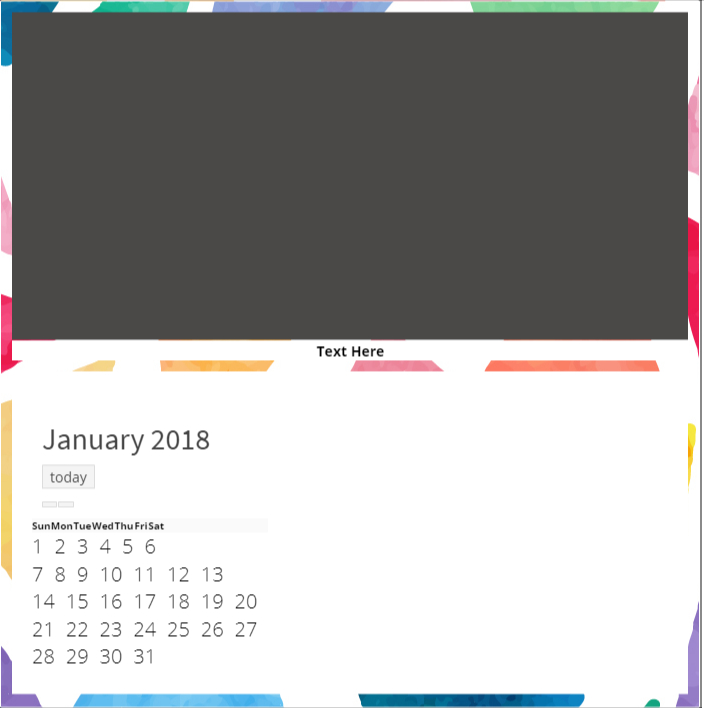 Text Here
January 2018
today
SunMonTueWedThuFriSat
1 2 3 4 5 6
7 8 9 10 11 12 13
14 15 16 17 18 19 20
21 22 23 24 25 26 27
28 29 30 31